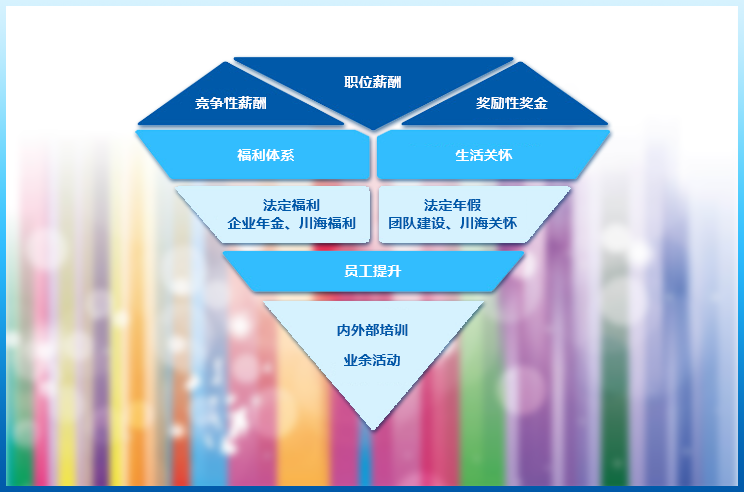 职位薪酬
竞争性薪酬
奖励性奖金
福利体系
生活关怀
法定福利
企业年金、川海福利
法定年假
团队建设、川海关怀
员工提升
内外部培训
业余活动